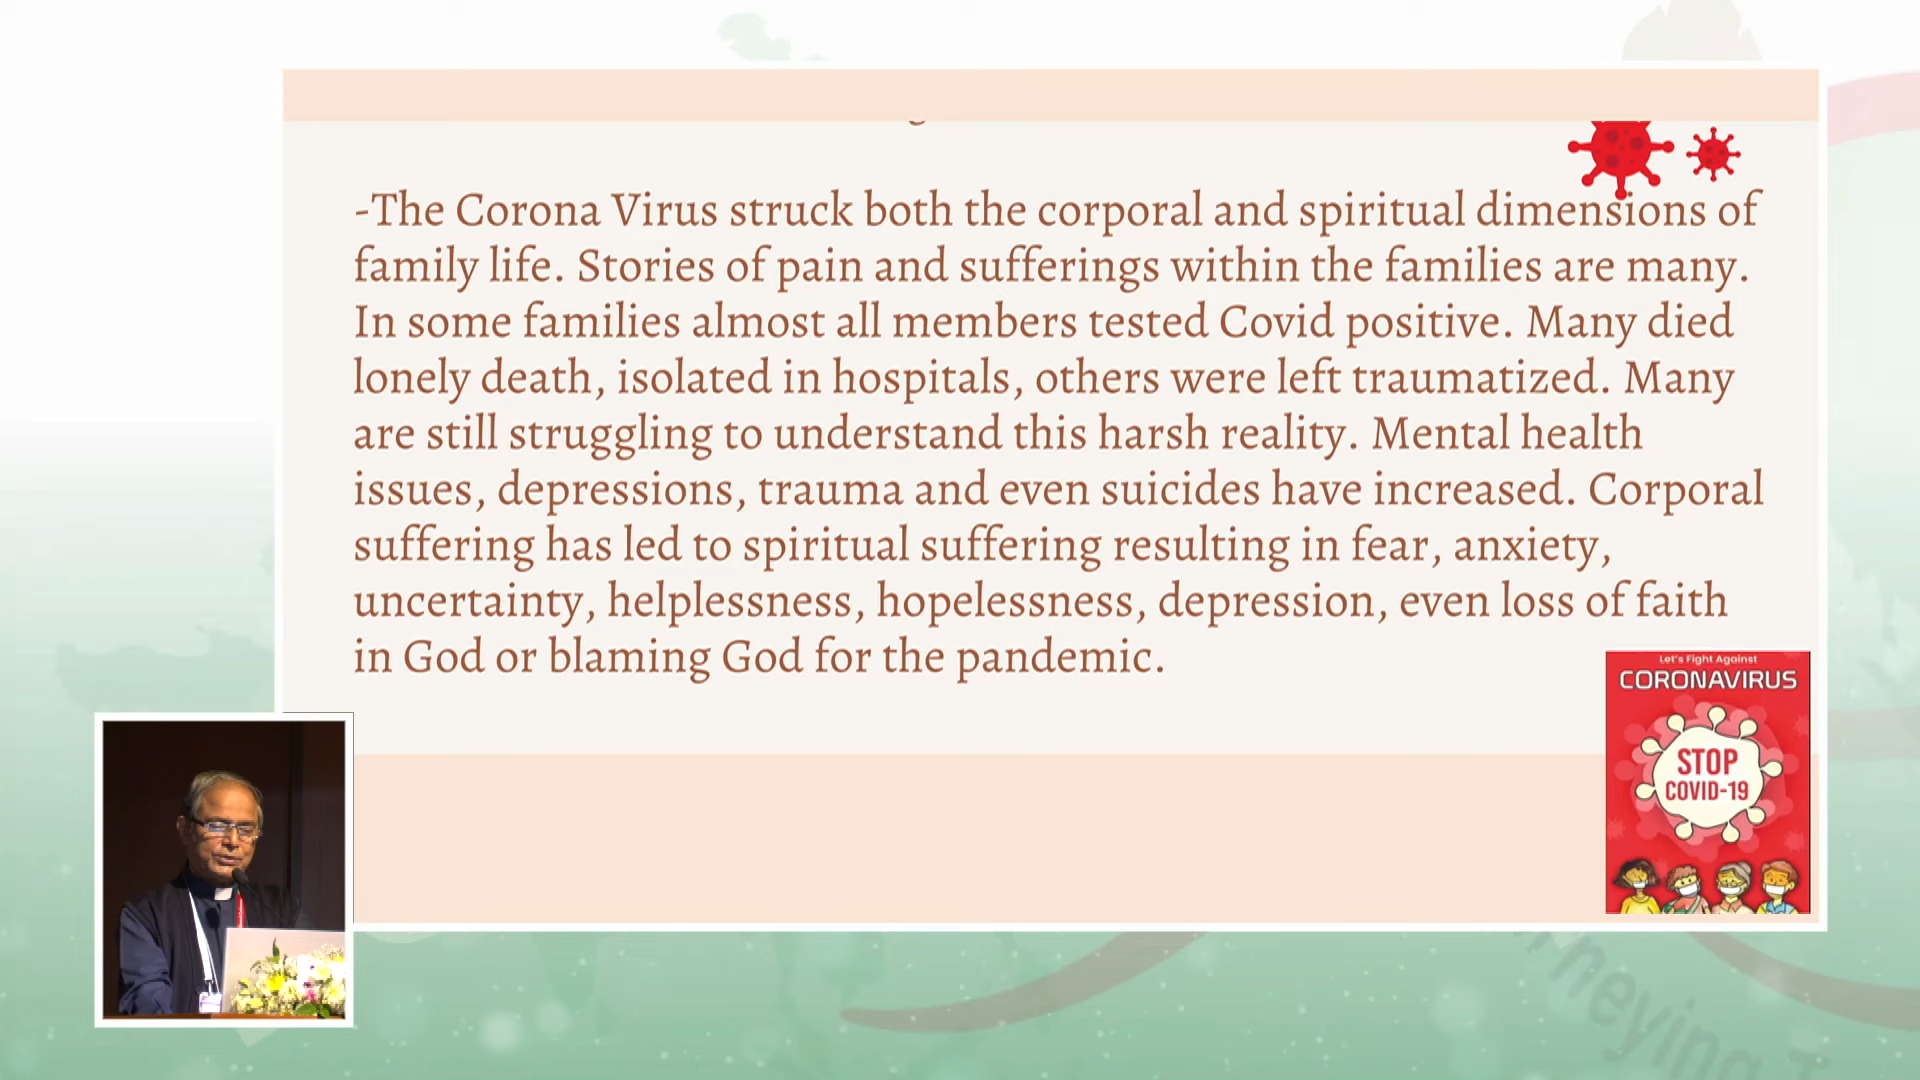 -The Corona Virus struck both the corporal and spiritual dimensions of
family life. Stories of pain and sufferings within the families are many.
In some families almost all members tested Covid positive. Many died
lonely death, isolated in hospitals, others were left traumatized. Many
are still struggling to understand this harsh reality. Mental health
issues, depressions, trauma and even suicides have increased. Corporal
suffering has led to spiritual suffering resulting in fear, anxiety,
uncertainty, helplessness, hopelessness, depression, even loss of faith
in God or blaming God for the pandemic.
Let's Fight Against
CORONAVIRUS
STOP
COVID-19